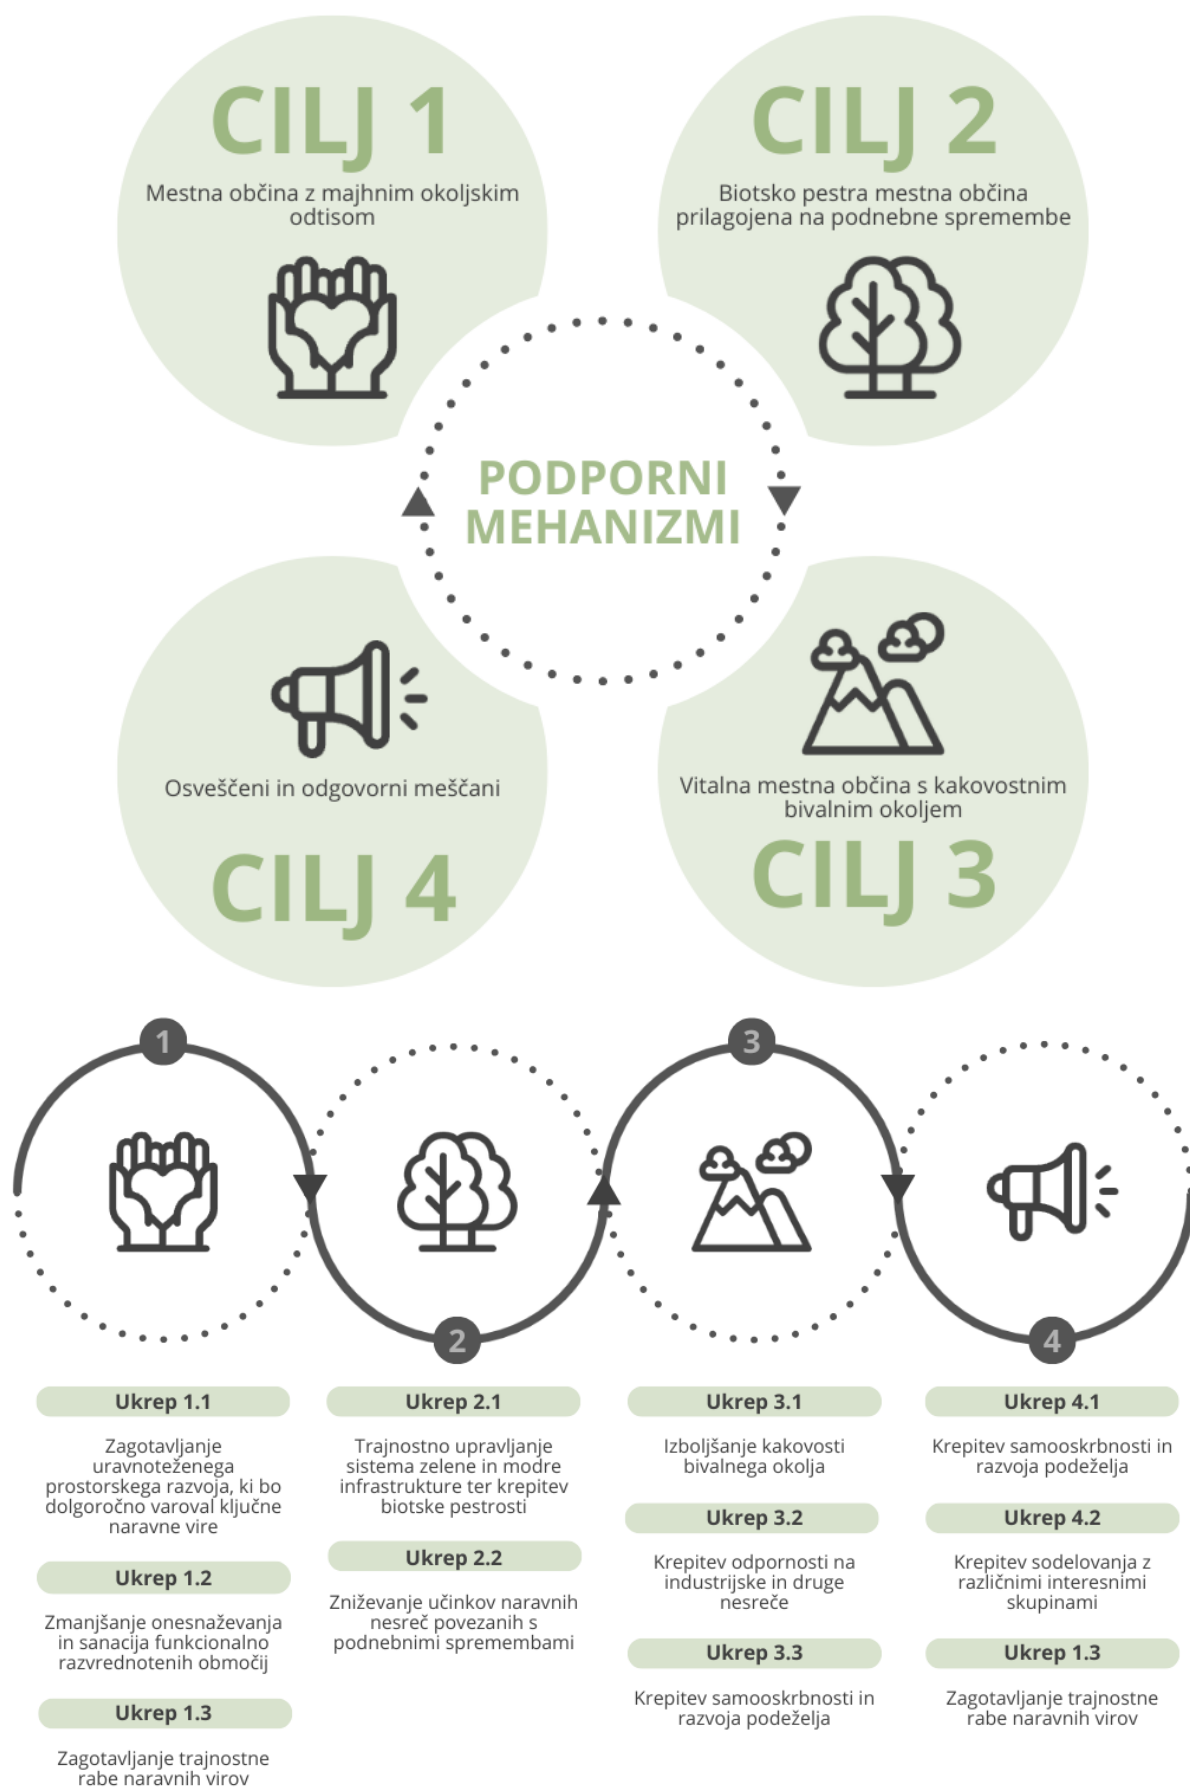 CILJ 1
Mestna občina z majhnim okoljskim
odtisom
CILJ 2
Biotsko pestra mestna občina
prilagojena na podnebne spremembe
PODPORNI
MEHANIZMI
Osveščeni in odgovorni meščani
CILJ 4
Vitalna mestna občina s kakovostnim
bivalnim okoljem
CILJ 3
1
2
3
4
Ukrep 1.1
Zagotavljanje
uravnoteženega
prostorskega razvoja, ki bo
dolgoročno varoval ključne
naravne vire
Ukrep 1.2
Zmanjšanje onesnaževanja
in sanacija funkcionalno
razvrednotenih območij
Ukrep 1.3
Zagotavljanje trajnostne
rabe naravnih virov
Ukrep 2.1
Trajnostno upravljanje
sistema zelene in modre
infrastrukture ter krepitev
biotske pestrosti
Ukrep 2.2
Zniževanje učinkov naravnih
nesreč povezanih s
podnebnimi spremembami
Ukrep 3.1
Izboljšanje kakovosti
bivalnega okolja
Ukrep 3.2
Krepitev odpornosti na
industrijske in druge
nesreče
Ukrep 3.3
Krepitev samooskrbnosti in
razvoja podeželja
Ukrep 4.1
Krepitev samooskrbnosti in
razvoja podeželja
Ukrep 4.2
Krepitev sodelovanja z
različnimi interesnimi
skupinami
Ukrep 1.3
Zagotavljanje trajnostne
rabe naravnih virov